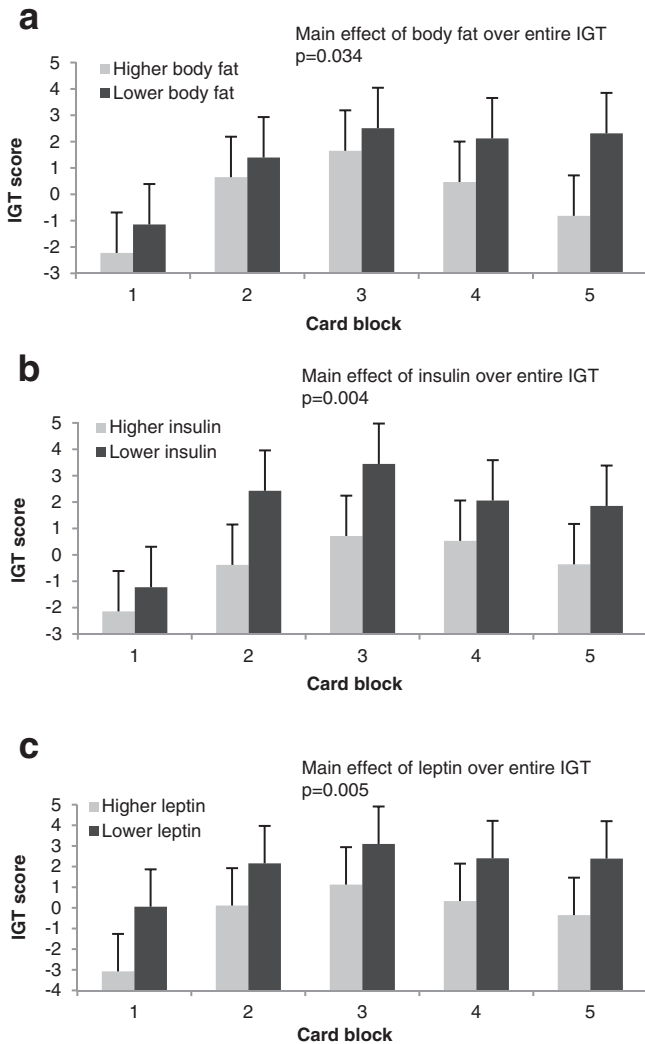 a
Main effect of body fat over entire IGT
p=0.034
Higher body fat
Lower body fat
IGT score
5
4
3
2
1
0
-1
-2
-3
1 2 3 4 5
Card block
b
Main effect of insulin over entire IGT
p=0.004
Higher insulin
Lower insulin
IGT score
5
4
3
2
1
0
-1
-2
-3
1 2 3 4 5
Card block
c
Main effect of leptin over entire IGT
p=0.005
Higher leptin
Lower leptin
IGT score
5
4
3
2
1
0
-1
-2
-3
-4
1 2 3 4 5
Card block